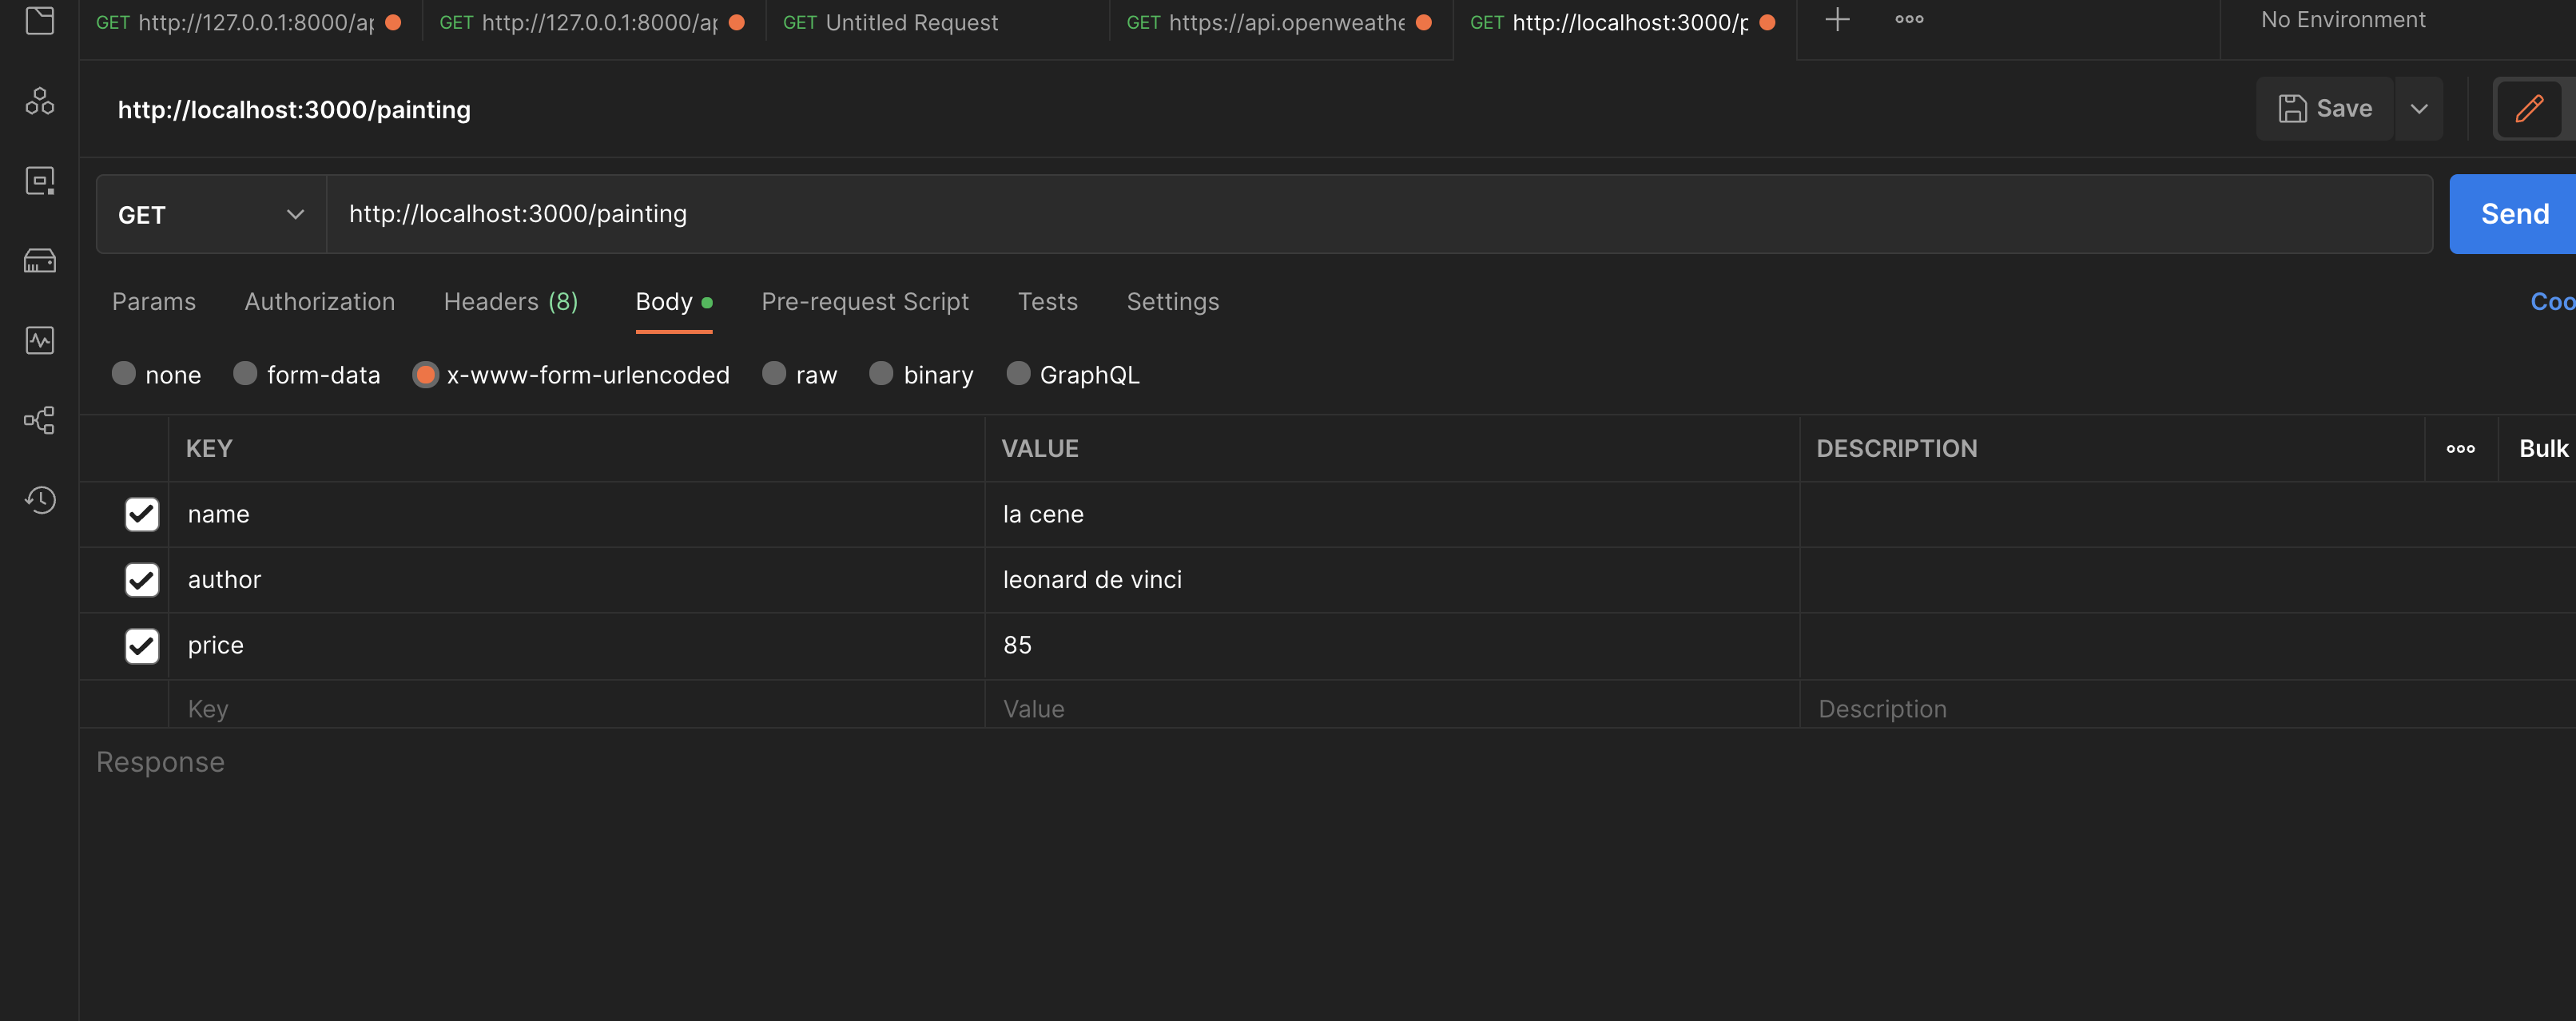 GET http://127.0.0.1:8000/ap GET http://127.0.0.1:8000/ap GET Untitled Request GET https://api.openweathe GET http://localhost:3000/p No Environment
http://localhost:3000/painting Save
GET http://localhost:3000/painting Send
Params Authorization Headers (8) Body Pre-request Script Tests Settings Coo
none form-data x-www-form-urlencoded raw binary GraphQL
KEY VALUE DESCRIPTION Bulk
name la cene
author leonard de vinci
price 85
Key Value Description
Response